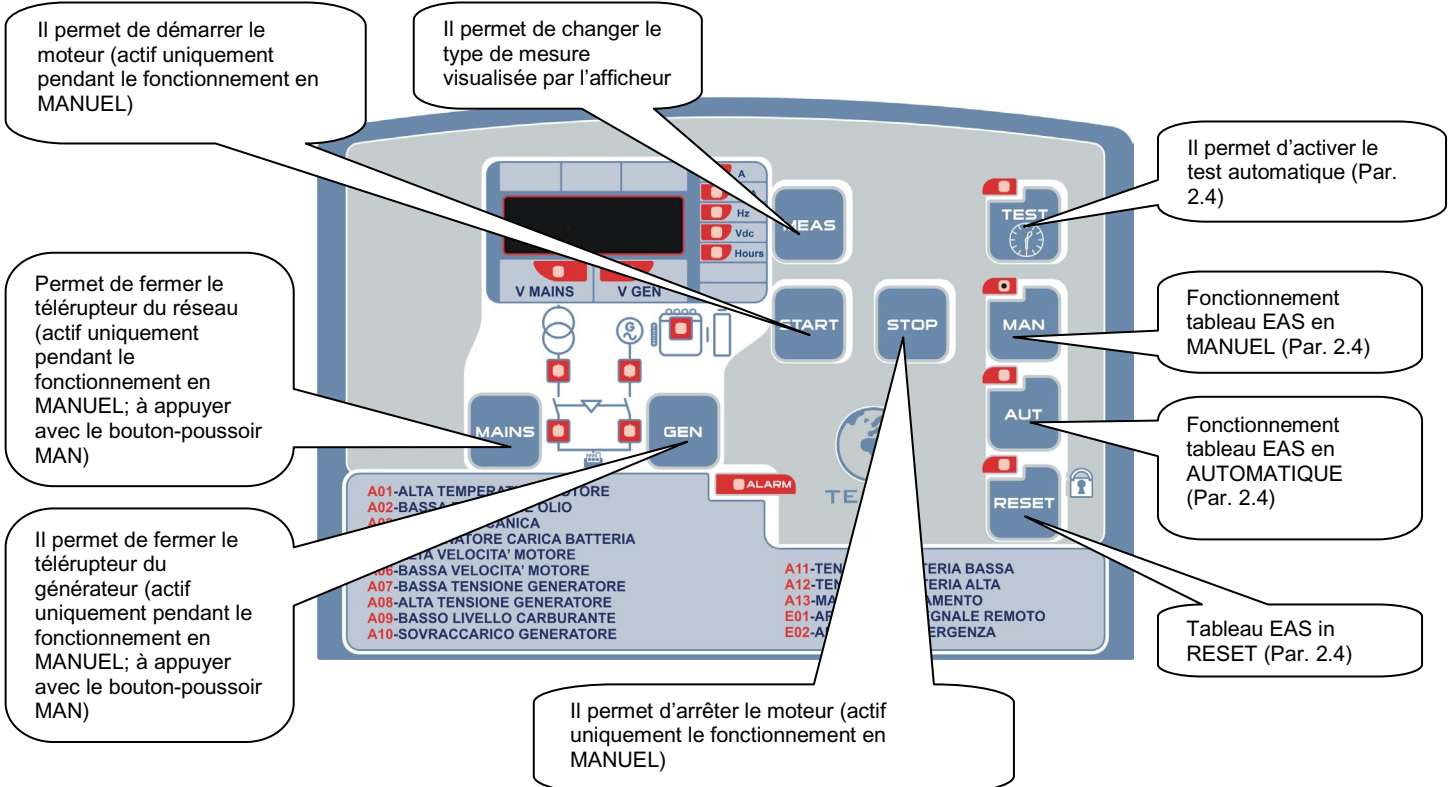 Il permet de démarrer le
moteur (actif uniquement
pendant le fonctionnement en
MANUEL)
Il permet de changer le
type de mesure
visualisée par l'afficheur
Il permet d'activer le
test automatique (Par.
2.4)
Permet de fermer le
télérupteur du réseau
(actif uniquement
pendant le
fonctionnement en
MANUEL; à appuyer
avec le bouton-poussoir
MAN)
Fonctionnement
tableau EAS en
MANUEL (Par. 2.4)
Fonctionnement
tableau EAS en
AUTOMATIQUE
(Par. 2.4)
Il permet de fermer le
télérupteur du
générateur (actif
uniquement pendant le
fonctionnement en
MANUEL; à appuyer
avec le bouton-poussoir
MAN)
Tableau EAS in
RESET (Par. 2.4)
Il permet d'arrêter le moteur (actif
uniquement le fonctionnement en
MANUEL)
A
Hz
Vdc
Hours
V MAINS
V GEN
MEAS
START
STOP
TEST
MAN
AUT
RESET
MAINS
GEN
G
ALARM
TE
A01-ALTA TEMPERAT OTORE
A02-BASSA OLIO
CANICA
NATORE CARICA BATTERIA
LTA VELOCITA' MOTORE
A06-BASSA VELOCITA' MOTORE
A07-BASSA TENSIONE GENERATORE
A08-ALTA TENSIONE GENERATORE
A09-BASSO LIVELLO CARBURANTE
A10-SOVRACCARICO GENERATORE
A11-TEN TERIA BASSA
A12-TEN TERIA ALTA
A13-MA AMENTO
E01-AR GNALE REMOTO
E02-A ERGENZA